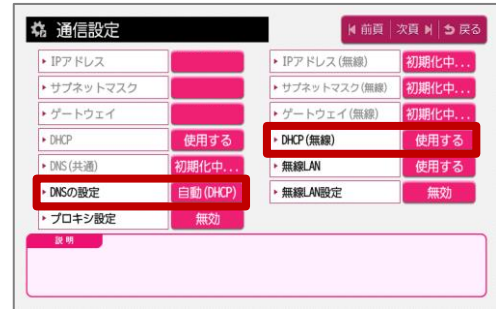 通信設定
前頁 次頁 戻る
IPアドレス
サブネットマスク
ゲートウェイ
DHCP 使用する
DNS(共通) 初期化中...
DNSの設定 自動(DHCP)
プロキシ設定 無効
IPアドレス(無線) 初期化中...
サブネットマスク(無線) 初期化中...
ゲートウェイ(無線) 初期化中...
DHCP(無線) 使用する
無線LAN 使用する
無線LAN設定 無効
説明